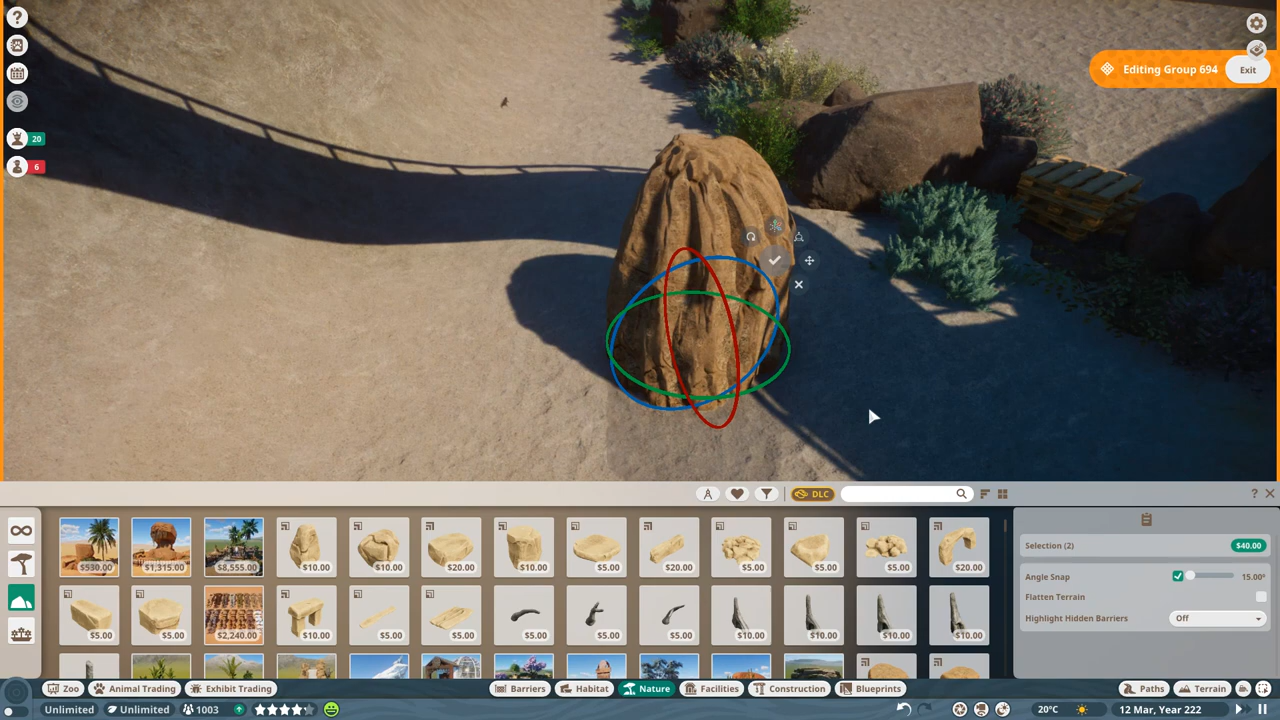 Editing Group 694
Exit
20
6
DLC
$530.00
$1,315.00
$8,555.00
$10.00
$10.00
$20.00
$10.00
$5.00
$20.00
$5.00
$5.00
$5.00
$20.00
$5.00
$5.00
$2,240.00
$10.00
$5.00
$5.00
$5.00
$5.00
$5.00
$10.00
$10.00
$10.00
$10.00
Selection (2)
$40.00
Angle Snap
15.00°
Flatten Terrain
Highlight Hidden Barriers
Off
Zoo
Animal Trading
Exhibit Trading
Barriers
Habitat
Nature
Facilities
Construction
Blueprints
Paths
Terrain
Unlimited
Unlimited
1003
20°C
12 Mar, Year 222